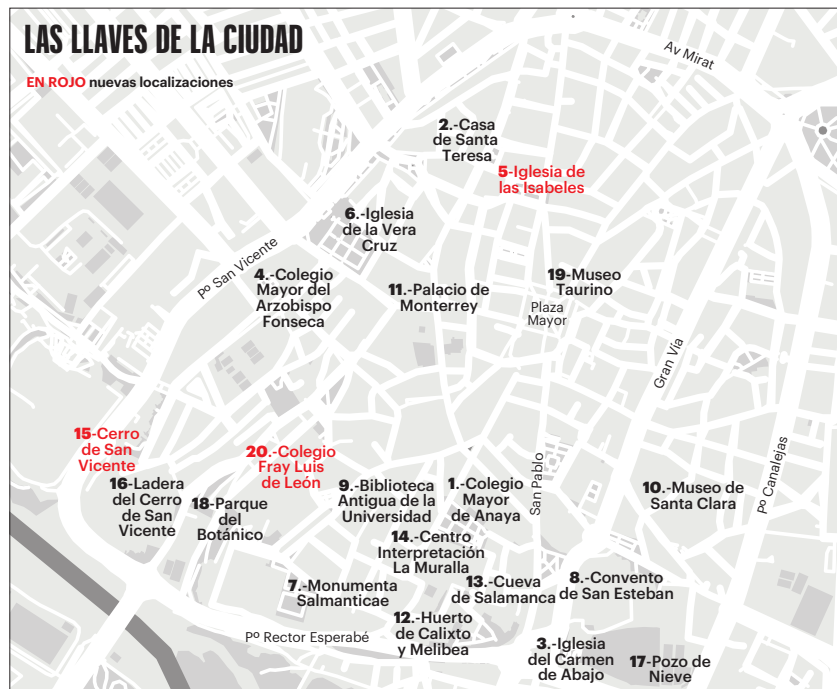 LAS LLAVES DE LA CIUDAD
EN ROJO nuevas localizaciones
Av Mirat
2.-Casa
de Santa
Teresa
5-Iglesia de
las Isabeles
6.-Iglesia
de la Vera
Cruz
Pº San Vicente
4.-Colegio
Mayor del
Arzobispo
Fonseca
11.-Palacio de
Monterrey
19-Museo
Taurino
Plaza
Mayor
Gran Vía
15-Cerro
de San
Vicente
16-Ladera
del Cerro
de San
Vicente
18-Parque
del
Botánico
20.-Colegio
Fray Luis
de León
9.-Biblioteca
Antigua de la
Universidad
1.-Colegio
Mayor
de Anaya
San Pablo
10.-Museo de
Santa Clara
Pº Canalejas
14.-Centro
Interpretación
La Muralla
7.-Monumenta
Salmanticae
13.-Cueva
de Salamanca
8.-Convento
de San Esteban
12.-Huerto
de Calixto
y Melibea
Pº Rector Esperabé
3.-Iglesia
del Carmen
de Abajo
17-Pozo de
Nieve